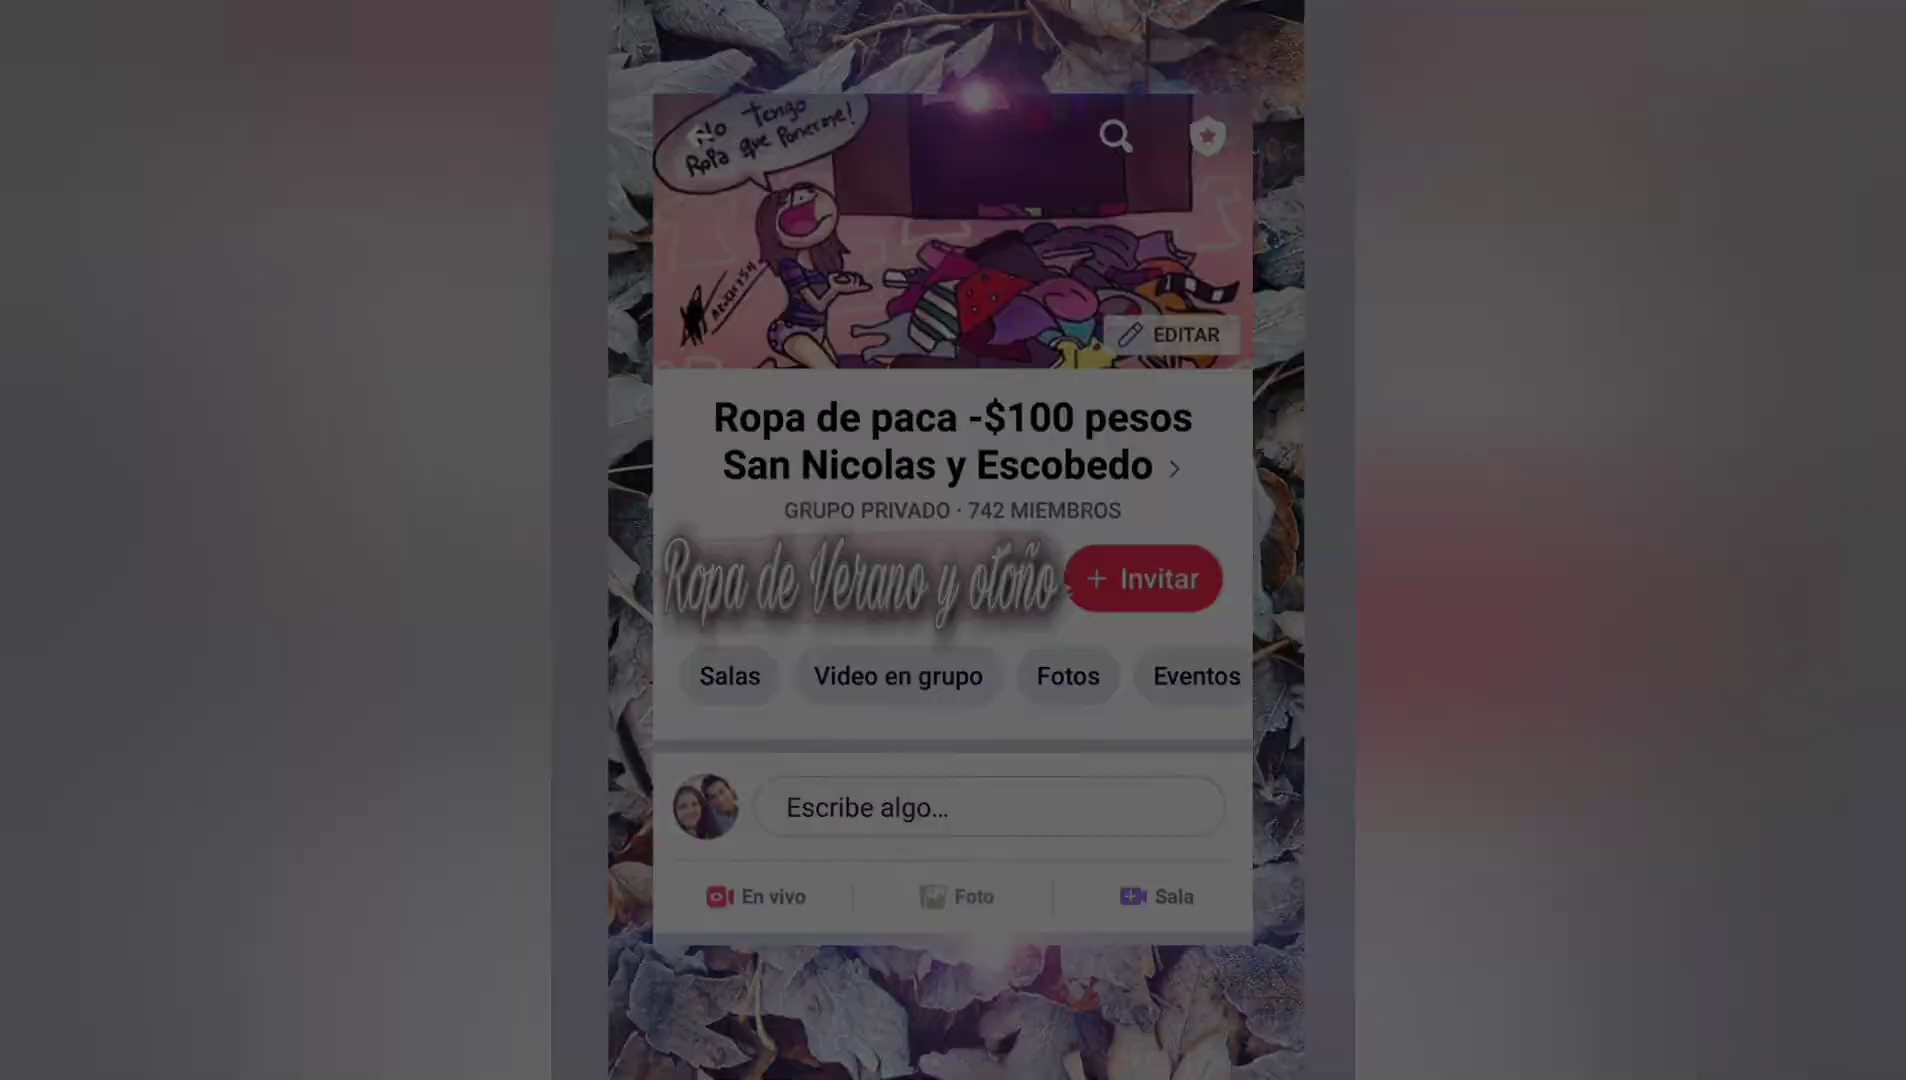 No tengo
Ropa que Ponerme!
EDITAR
Ropa de paca -$100 pesos
San Nicolas y Escobedo
GRUPO PRIVADO · 742 MIEMBROS
Ropa de Verano y otoño
+ Invitar
Salas
Video en grupo
Fotos
Eventos
Escribe algo...
En vivo
Foto
Sala